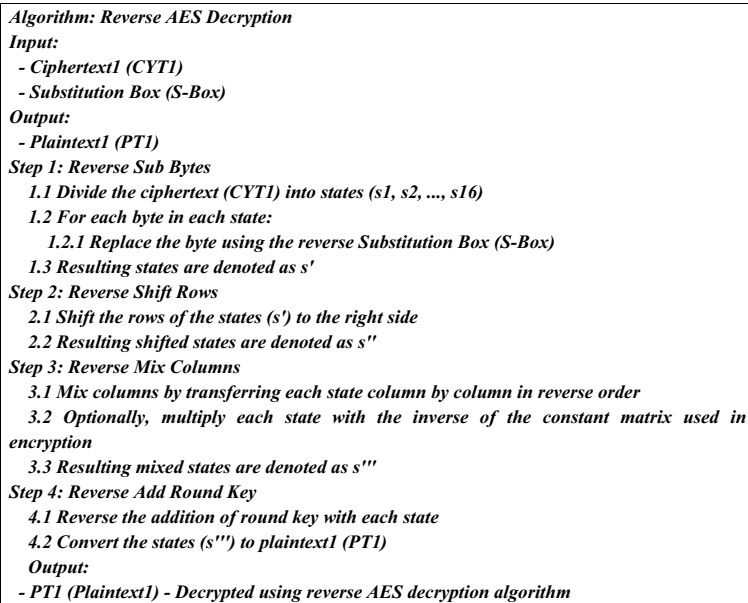 Algorithm: Reverse AES Decryption
Input:
- Ciphertext1 (CYT1)
- Substitution Box (S-Box)
Output:
- Plaintext1 (PT1)
Step 1: Reverse Sub Bytes
1.1 Divide the ciphertext (CYT1) into states (s1, s2, ..., s16)
1.2 For each byte in each state:
1.2.1 Replace the byte using the reverse Substitution Box (S-Box)
1.3 Resulting states are denoted as s'
Step 2: Reverse Shift Rows
2.1 Shift the rows of the states (s') to the right side
2.2 Resulting shifted states are denoted as s''
Step 3: Reverse Mix Columns
3.1 Mix columns by transferring each state column by column in reverse order
3.2 Optionally, multiply each state with the inverse of the constant matrix used in
encryption
3.3 Resulting mixed states are denoted as s'''
Step 4: Reverse Add Round Key
4.1 Reverse the addition of round key with each state
4.2 Convert the states (s''') to plaintext1 (PT1)
Output:
- PT1 (Plaintext1) - Decrypted using reverse AES decryption algorithm